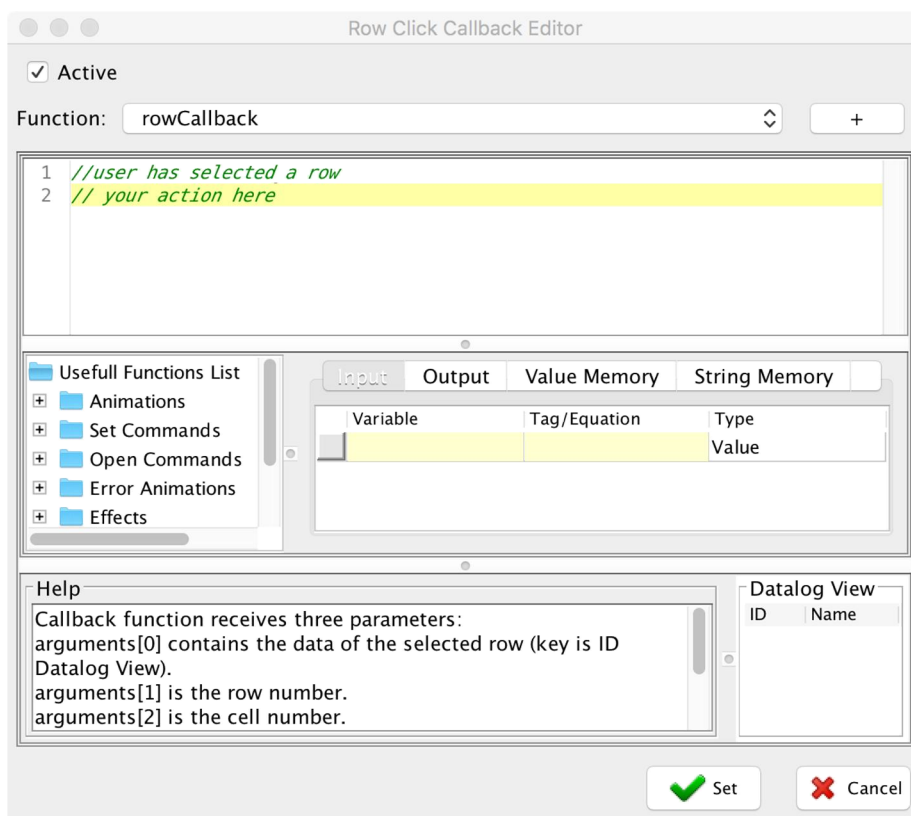 Row Click Callback Editor
Active
Function: rowCallback +
1 //user has selected a row
2 // your action here
Usefull Functions List
Animations
Set Commands
Open Commands
Error Animations
Effects
Input Output Value Memory String Memory
Variable Tag/Equation Type
Value
Help
Callback function receives three parameters:
arguments[0] contains the data of the selected row (key is ID
Datalog View).
arguments[1] is the row number.
arguments[2] is the cell number.
Datalog View
ID Name
Set Cancel